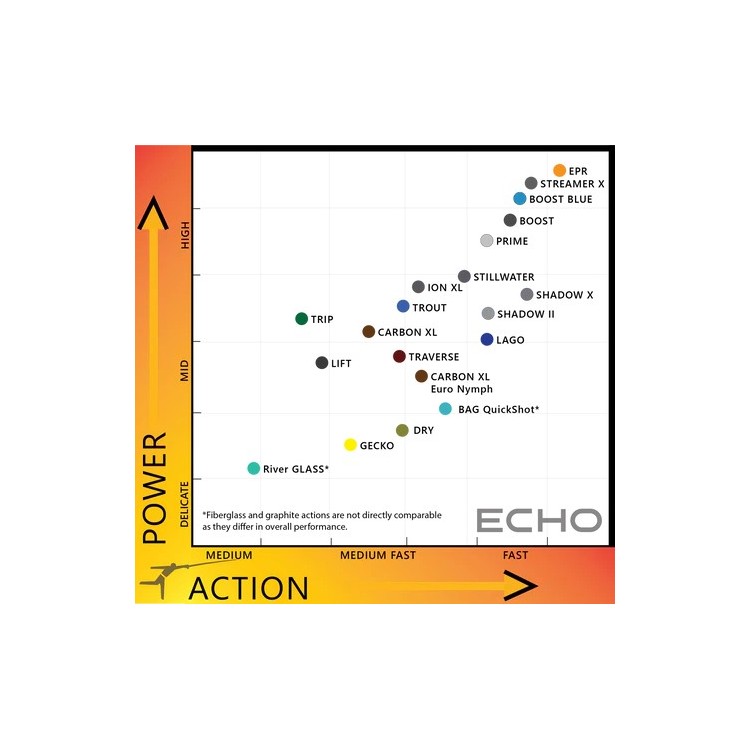 EPR
STREAMER X
BOOST BLUE
BOOST
PRIME
STILLWATER
ION XL
SHADOW X
TROUT
SHADOW II
TRIP
CARBON XL
LAGO
TRAVERSE
LIFT
CARBON XL
Euro Nymph
BAG QuickShot*
DRY
GECKO
River GLASS*
*Fiberglass and graphite actions are not directly comparable
as they differ in overall performance.
ECHO
HIGH
MID
DELICATE
POWER
MEDIUM
MEDIUM FAST
FAST
ACTION